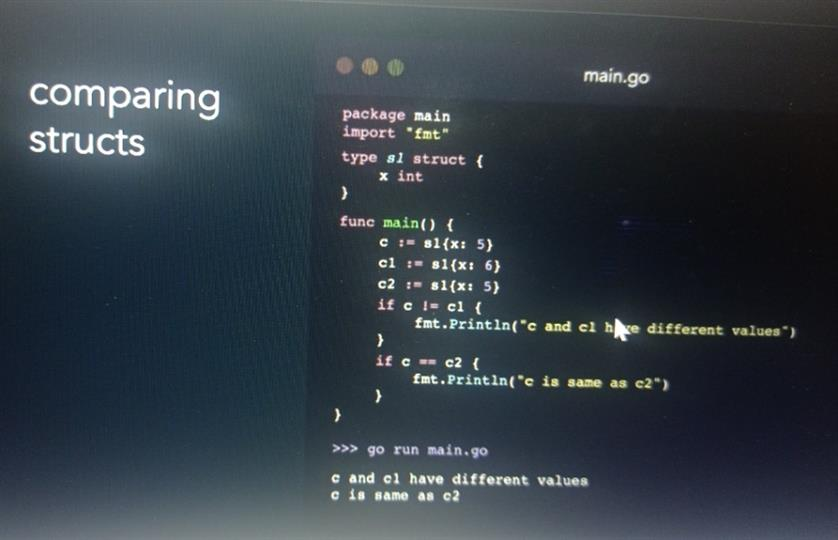 comparing
structs
main.go
package main
import "fmt"
type s1 struct {
x int
}
func main() {
c := s1{x: 5}
c1 := s1{x: 6}
c2 := s1{x: 5}
if c != c1 {
fmt.Println("c and c1 have different values")
}
if c == c2 {
fmt.Println("c is same as c2")
}
}
>>> go run main.go
c and c1 have different values
c is same as c2